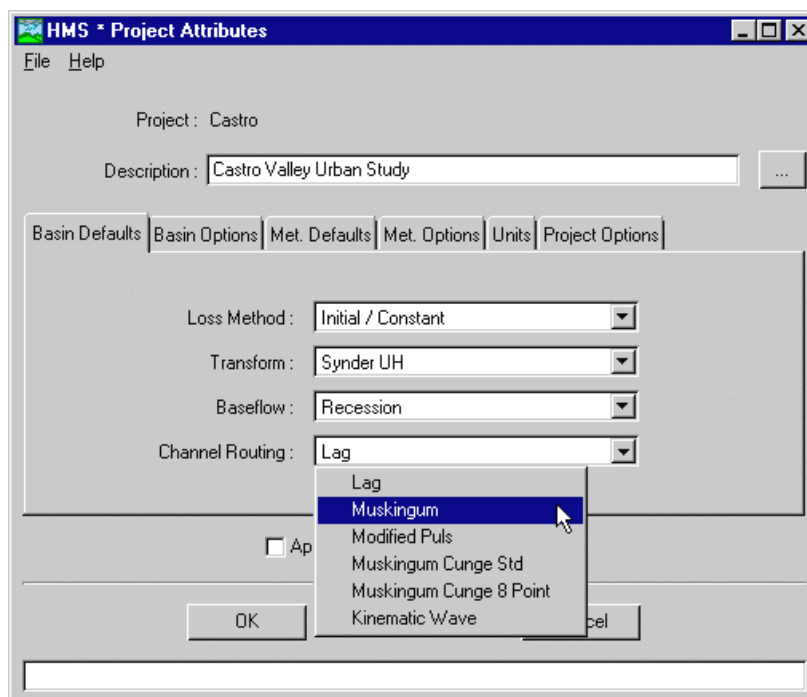 HMS * Project Attributes
File Help
Project : Castro
Description : Castro Valley Urban Study ...
Basin Defaults Basin Options Met. Defaults Met. Options Units Project Options
Loss Method : Initial / Constant
Transform : Synder UH
Baseflow : Recession
Channel Routing : Lag
Lag
Muskingum
Modified Puls
Ap
Muskingum Cunge Std
Muskingum Cunge 8 Point
Kinematic Wave
OK cel